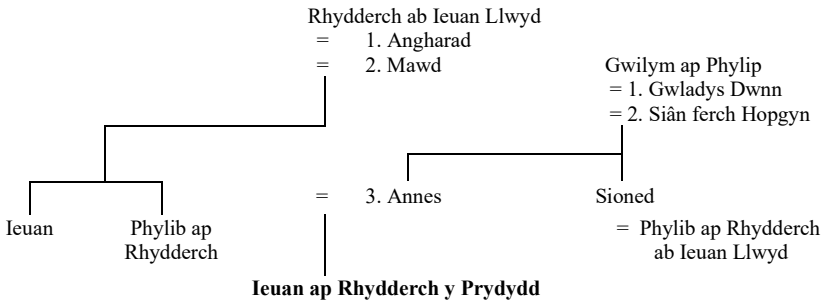 Rhydderch ab Ieuan Llwyd
= 1. Angharad
= 2. Mawd
Gwilym ap Phylip
= 1. Gwladys Dwnn
= 2. Siân ferch Hopgyn
= 3. Annes
Sioned
Ieuan
Phylib ap
Rhydderch
= Phylib ap Rhydderch
ab Ieuan Llwyd
Ieuan ap Rhydderch y Prydydd